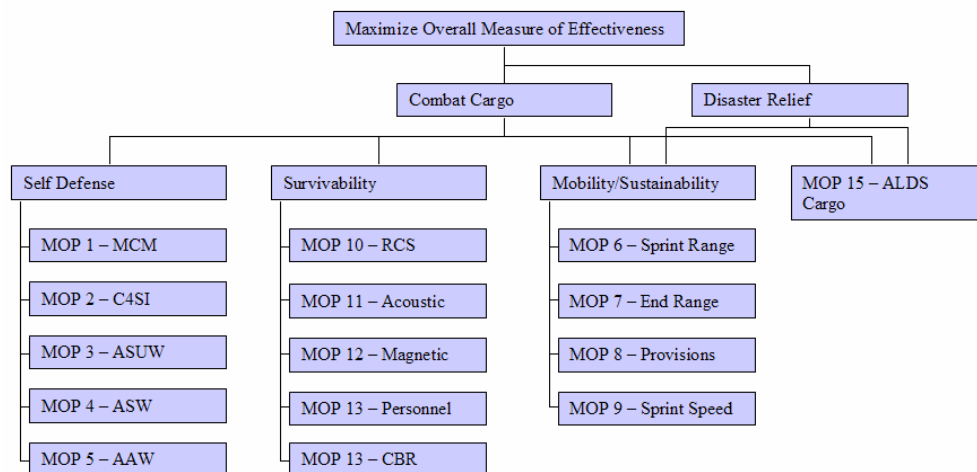 Maximize Overall Measure of Effectiveness
Combat Cargo
Disaster Relief
Self Defense
Survivability
Mobility/Sustainability
MOP 15 – ALDS
Cargo
MOP 1 – MCM
MOP 2 – C4SI
MOP 3 – ASUW
MOP 4 – ASW
MOP 5 – AAW
MOP 10 – RCS
MOP 11 – Acoustic
MOP 12 – Magnetic
MOP 13 – Personnel
MOP 13 – CBR
MOP 6 – Sprint Range
MOP 7 – End Range
MOP 8 – Provisions
MOP 9 – Sprint Speed